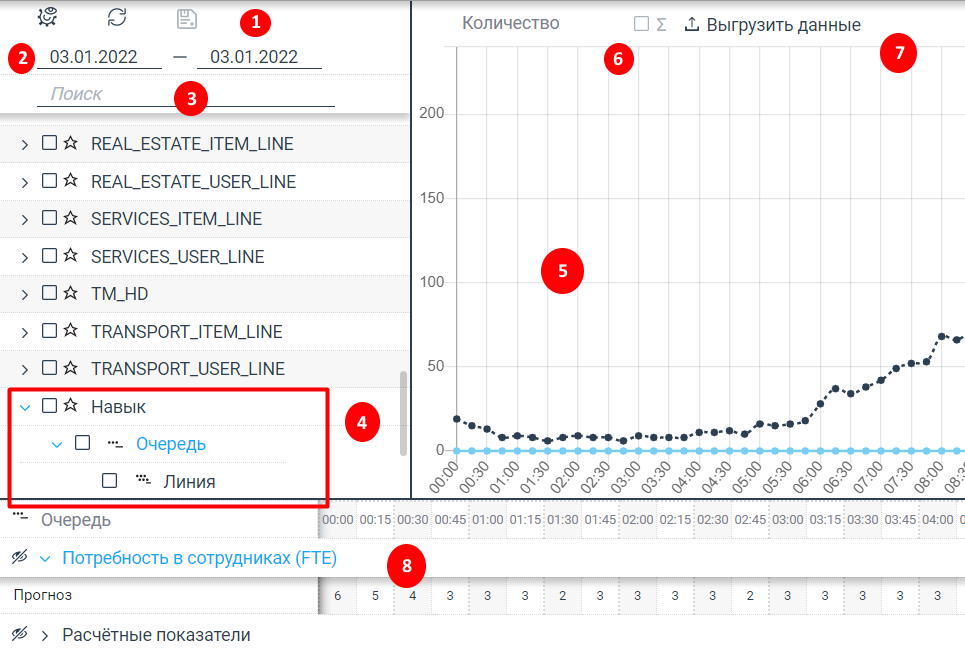 1
2 03.01.2022 — 03.01.2022
Поиск 3
REAL_ESTATE_ITEM_LINE
REAL_ESTATE_USER_LINE
SERVICES_ITEM_LINE
SERVICES_USER_LINE
TM_HD
TRANSPORT_ITEM_LINE
TRANSPORT_USER_LINE
Навык
4
Очередь
Линия
Количество Σ Выгрузить данные
6 7
200
150
100
5
50
0
00:00 00:30 01:00 01:30 02:00 02:30 03:00 03:30 04:00 04:30 05:00 05:30 06:00 06:30 07:00 07:30 08:00 08:30
Очередь 00:00 00:15 00:30 00:45 01:00 01:15 01:30 01:45 02:00 02:15 02:30 02:45 03:00 03:15 03:30 03:45 04:00 0
Потребность в сотрудниках (FTE) 8
Прогноз 6 5 4 3 3 3 2 3 3 3 3 2 3 3 3 3 3
Расчётные показатели